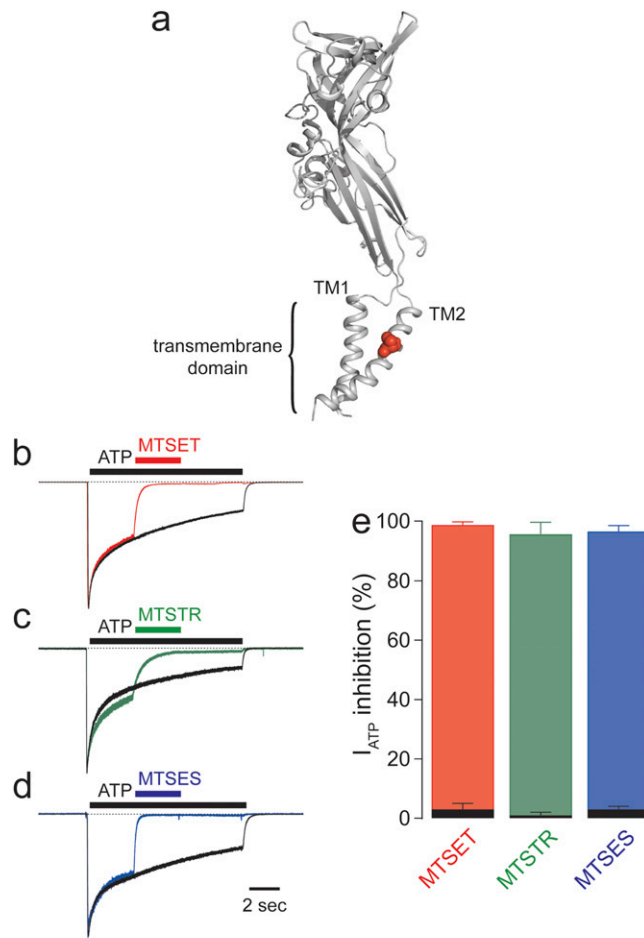 a
TM1
TM2
transmembrane
domain
b
MTSET
ATP
c
MTSTR
ATP
d
MTSES
ATP
2 sec
e
100
80
60
40
20
0
I_ATP inhibition (%)
MTSET
MTSTR
MTSES